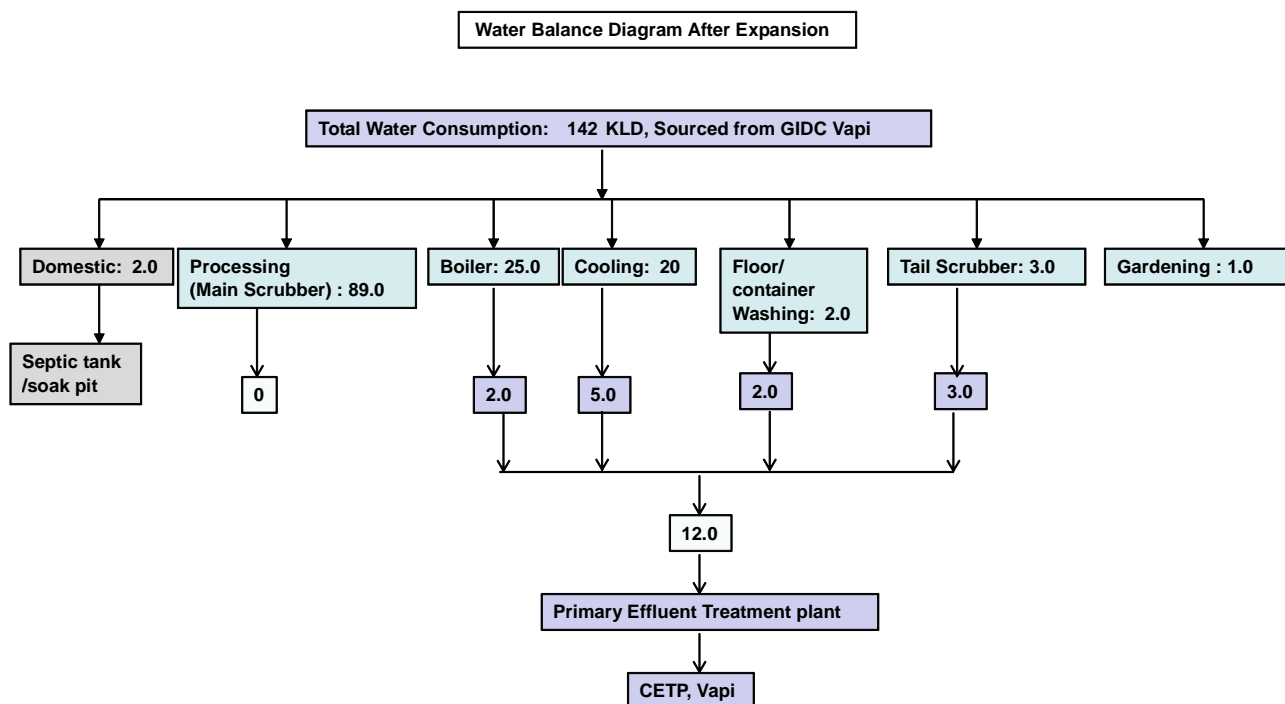 Water Balance Diagram After Expansion
Total Water Consumption: 142 KLD, Sourced from GIDC Vapi
Domestic: 2.0
Processing
(Main Scrubber) : 89.0
Boiler: 25.0
Cooling: 20
Floor/
container
Washing: 2.0
Tail Scrubber: 3.0
Gardening : 1.0
Septic tank
/soak pit
0
2.0
5.0
2.0
3.0
12.0
Primary Effluent Treatment plant
CETP, Vapi